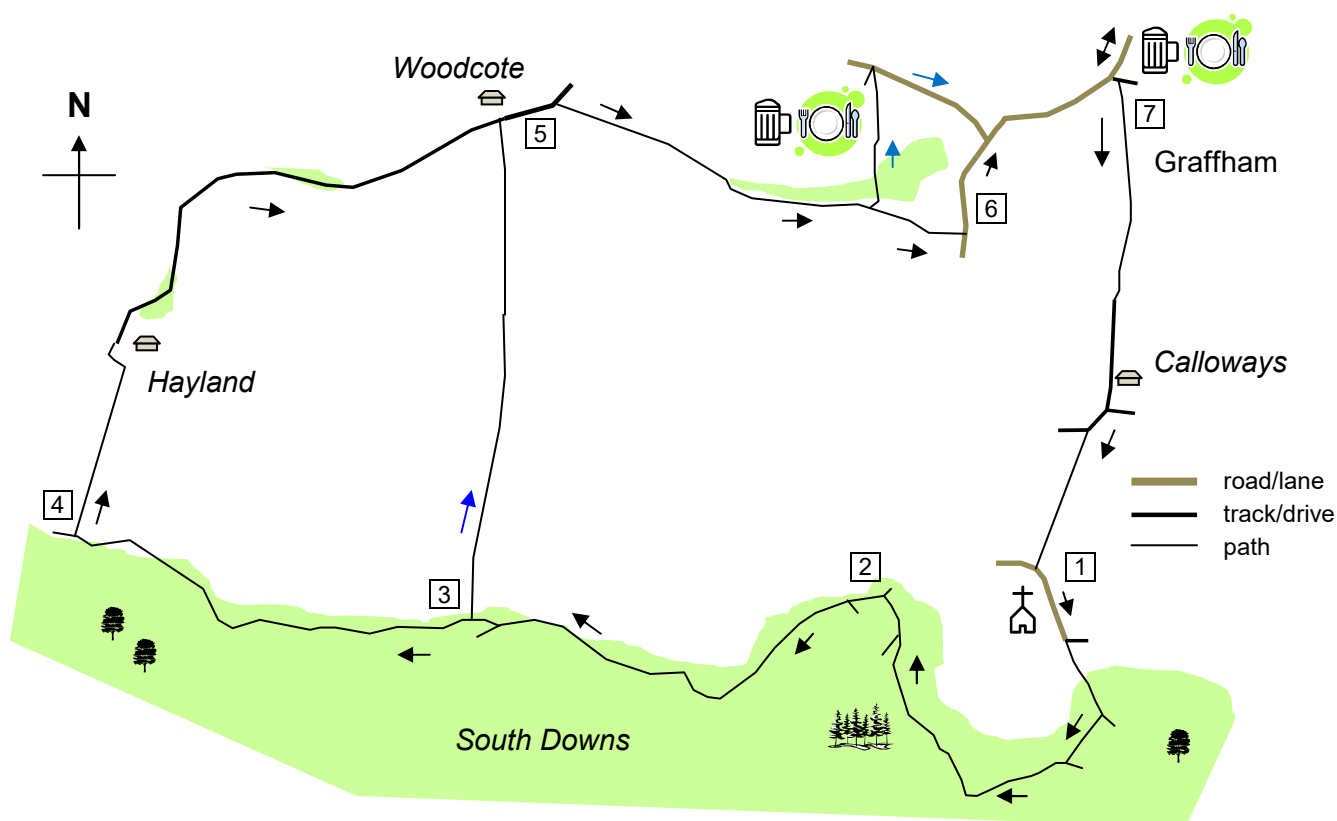 Woodcote
N
5
7
Graffham
6
Hayland
Calloways
4
road/lane
track/drive
path
3
2
1
South Downs